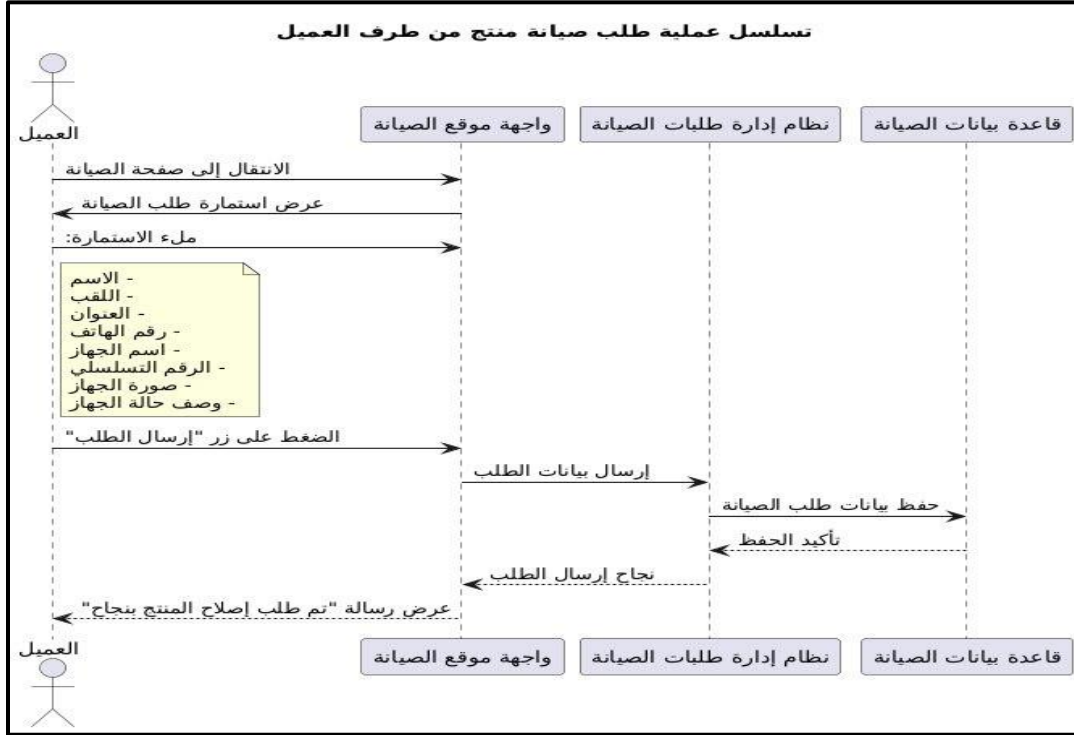 تسلسل عملية طلب صيانة منتج من طرف العميل
العميل
واجهة موقع الصيانة
نظام إدارة طلبات الصيانة
قاعدة بيانات الصيانة
الانتقال إلى صفحة الصيانة
عرض استمارة طلب الصيانة
ملء الاستمارة:
- الاسم
- اللقب
- العنوان
- رقم الهاتف
- اسم الجهاز
- الرقم التسلسلي
- صورة الجهاز
- وصف حالة الجهاز
الضغط على زر "إرسال الطلب"
إرسال بيانات الطلب
حفظ بيانات طلب الصيانة
تأكيد الحفظ
نجاح إرسال الطلب
عرض رسالة "تم طلب إصلاح المنتج بنجاح"
العميل
واجهة موقع الصيانة
نظام إدارة طلبات الصيانة
قاعدة بيانات الصيانة